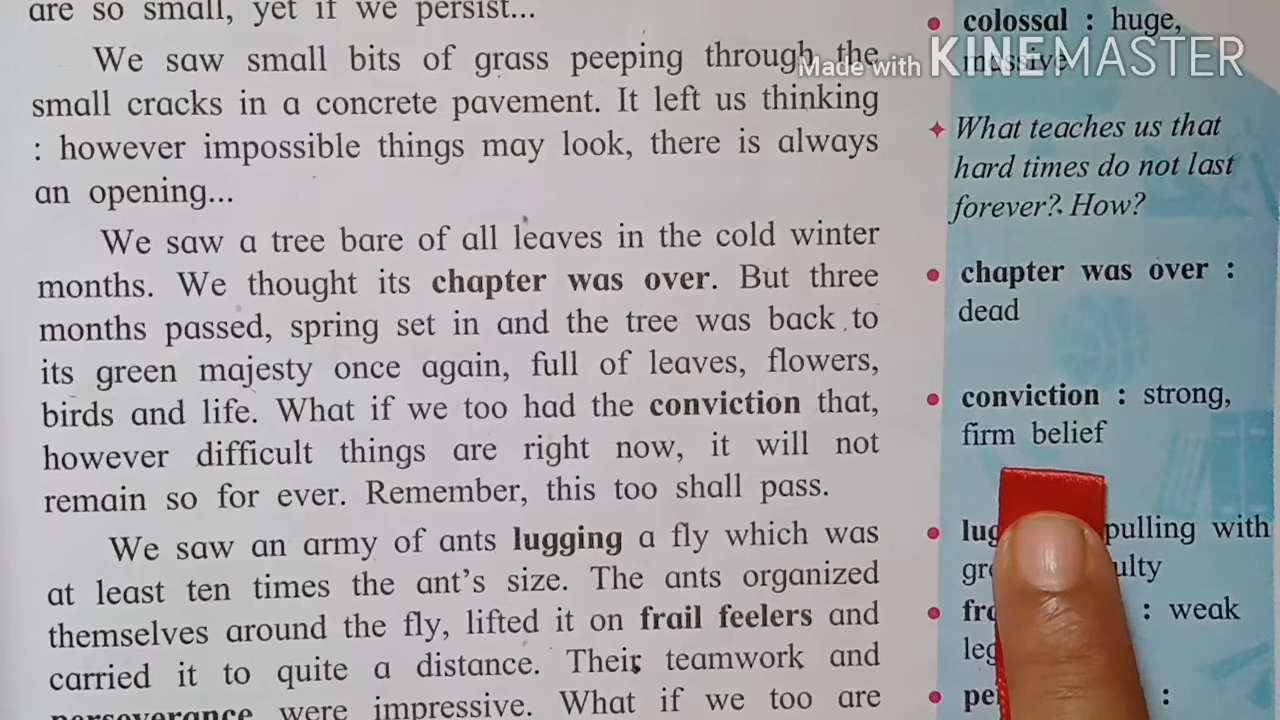 are so small, yet if we persist...
We saw small bits of grass peeping through the
small cracks in a concrete pavement. It left us thinking
: however impossible things may look, there is always
an opening...
We saw a tree bare of all leaves in the cold winter
months. We thought its chapter was over. But three
months passed, spring set in and the tree was back to
its green majesty once again, full of leaves, flowers,
birds and life. What if we too had the conviction that,
however difficult things are right now, it will not
remain so for ever. Remember, this too shall pass.
We saw an army of ants lugging a fly which was
at least ten times the ant's size. The ants organized
themselves around the fly, lifted it on frail feelers and
carried it to quite a distance. Their teamwork and
perseverance were impressive. What if we too are
• colossal : huge,
massive
Made with KINEMASTER
What teaches us that
hard times do not last
forever? How?
• chapter was over :
dead
• conviction : strong,
firm belief
• pulling with
• : weak
• :